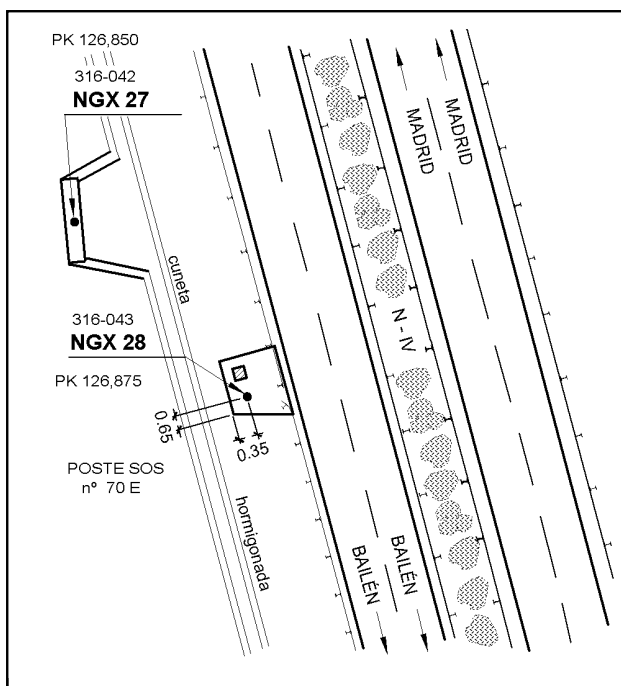 PK 126,850
316-042
NGX 27
cuneta
316-043
NGX 28
PK 126,875
0.65
0.35
POSTE SOS
nº 70 E
hormigonada
MADRID
MADRID
N - IV
BAILÉN
BAILÉN